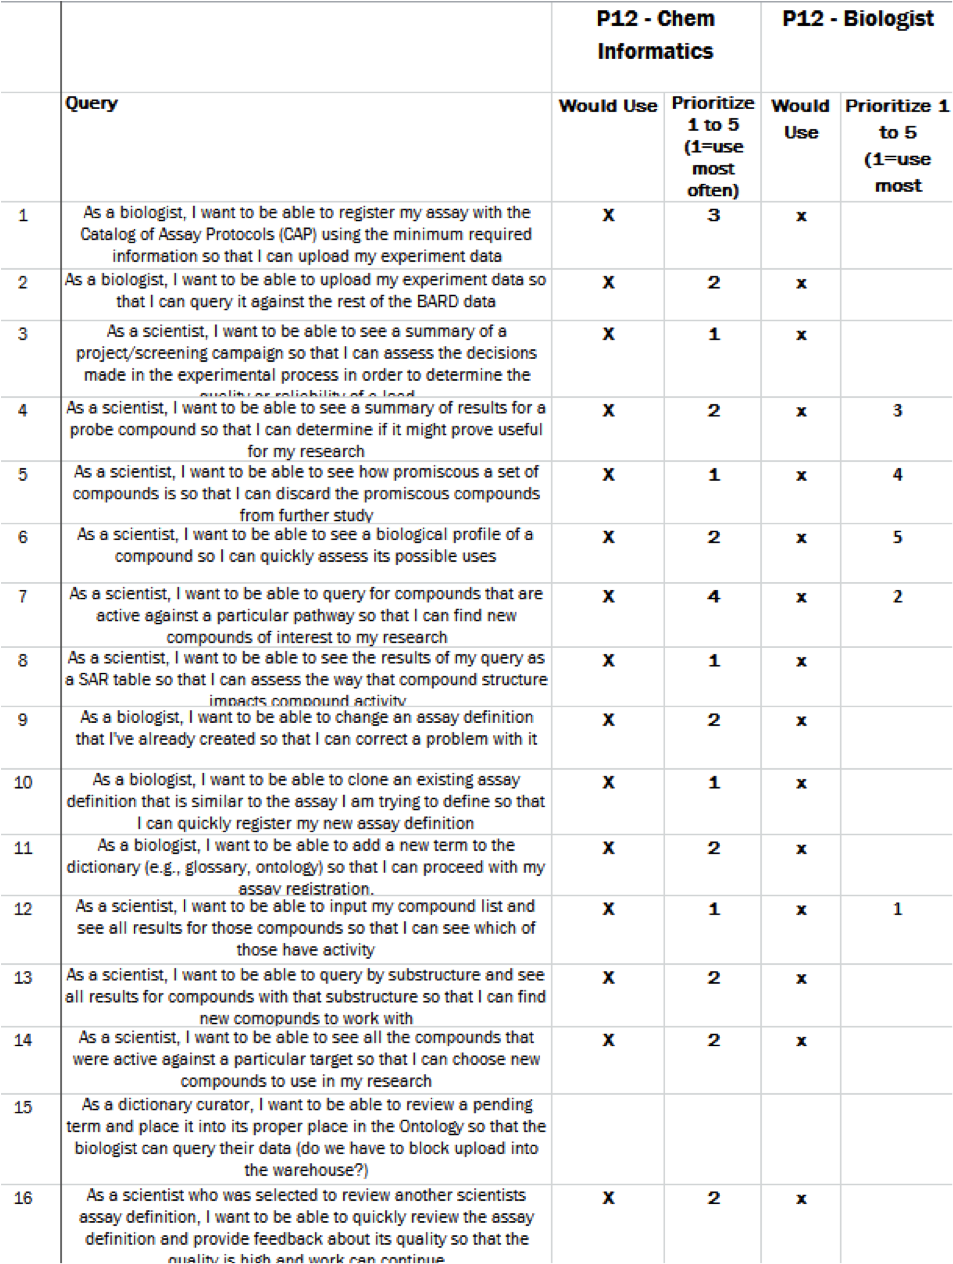 P12 - Chem P12 - Biologist
Informatics
Query Would Use Prioritize Would Prioritize 1
1 to 5 Use to 5
(1=use (1=use
most most
often)
1 As a biologist, I want to be able to register my assay with the X 3 x
Catalog of Assay Protocols (CAP) using the minimum required
information so that I can upload my experiment data
2 As a biologist, I want to be able to upload my experiment data so X 2 x
that I can query it against the rest of the BARD data
3 As a scientist, I want to be able to see a summary of a X 1 x
project/screening campaign so that I can assess the decisions
made in the experimental process in order to determine the
quality or reliability of a lead
4 As a scientist, I want to be able to see a summary of results for a X 2 x 3
probe compound so that I can determine if it might prove useful
for my research
5 As a scientist, I want to be able to see how promiscous a set of X 1 x 4
compounds is so that I can discard the promiscous compounds
from further study
6 As a scientist, I want to be able to see a biological profile of a X 2 x 5
compound so I can quickly assess its possible uses
7 As a scientist, I want to be able to query for compounds that are X 4 x 2
active against a particular pathway so that I can find new
compounds of interest to my research
8 As a scientist, I want to be able to see the results of my query as X 1 x
a SAR table so that I can assess the way that compound structure
impacts compound activity
9 As a biologist, I want to be able to change an assay definition X 2 x
that I've already created so that I can correct a problem with it
10 As a biologist, I want to be able to clone an existing assay X 1 x
definition that is similar to the assay I am trying to define so that
I can quickly register my new assay definition
11 As a biologist, I want to be able to add a new term to the X 2 x
dictionary (e.g., glossary, ontology) so that I can proceed with my
assay registration.
12 As a scientist, I want to be able to input my compound list and X 1 x 1
see all results for those compounds so that I can see which of
those have activity
13 As a scientist, I want to be able to query by substructure and see X 2 x
all results for compounds with that substructure so that I can find
new comopunds to work with
14 As a scientist, I want to be able to see all the compounds that X 2 x
were active against a particular target so that I can choose new
compounds to use in my research
15 As a dictionary curator, I want to be able to review a pending
term and place it into its proper place in the Ontology so that the
biologist can query their data (do we have to block upload into
the warehouse?)
16 As a scientist who was selected to review another scientists X 2 x
assay definition, I want to be able to quickly review the assay
definition and provide feedback about its quality so that the
quality is high and work can continue